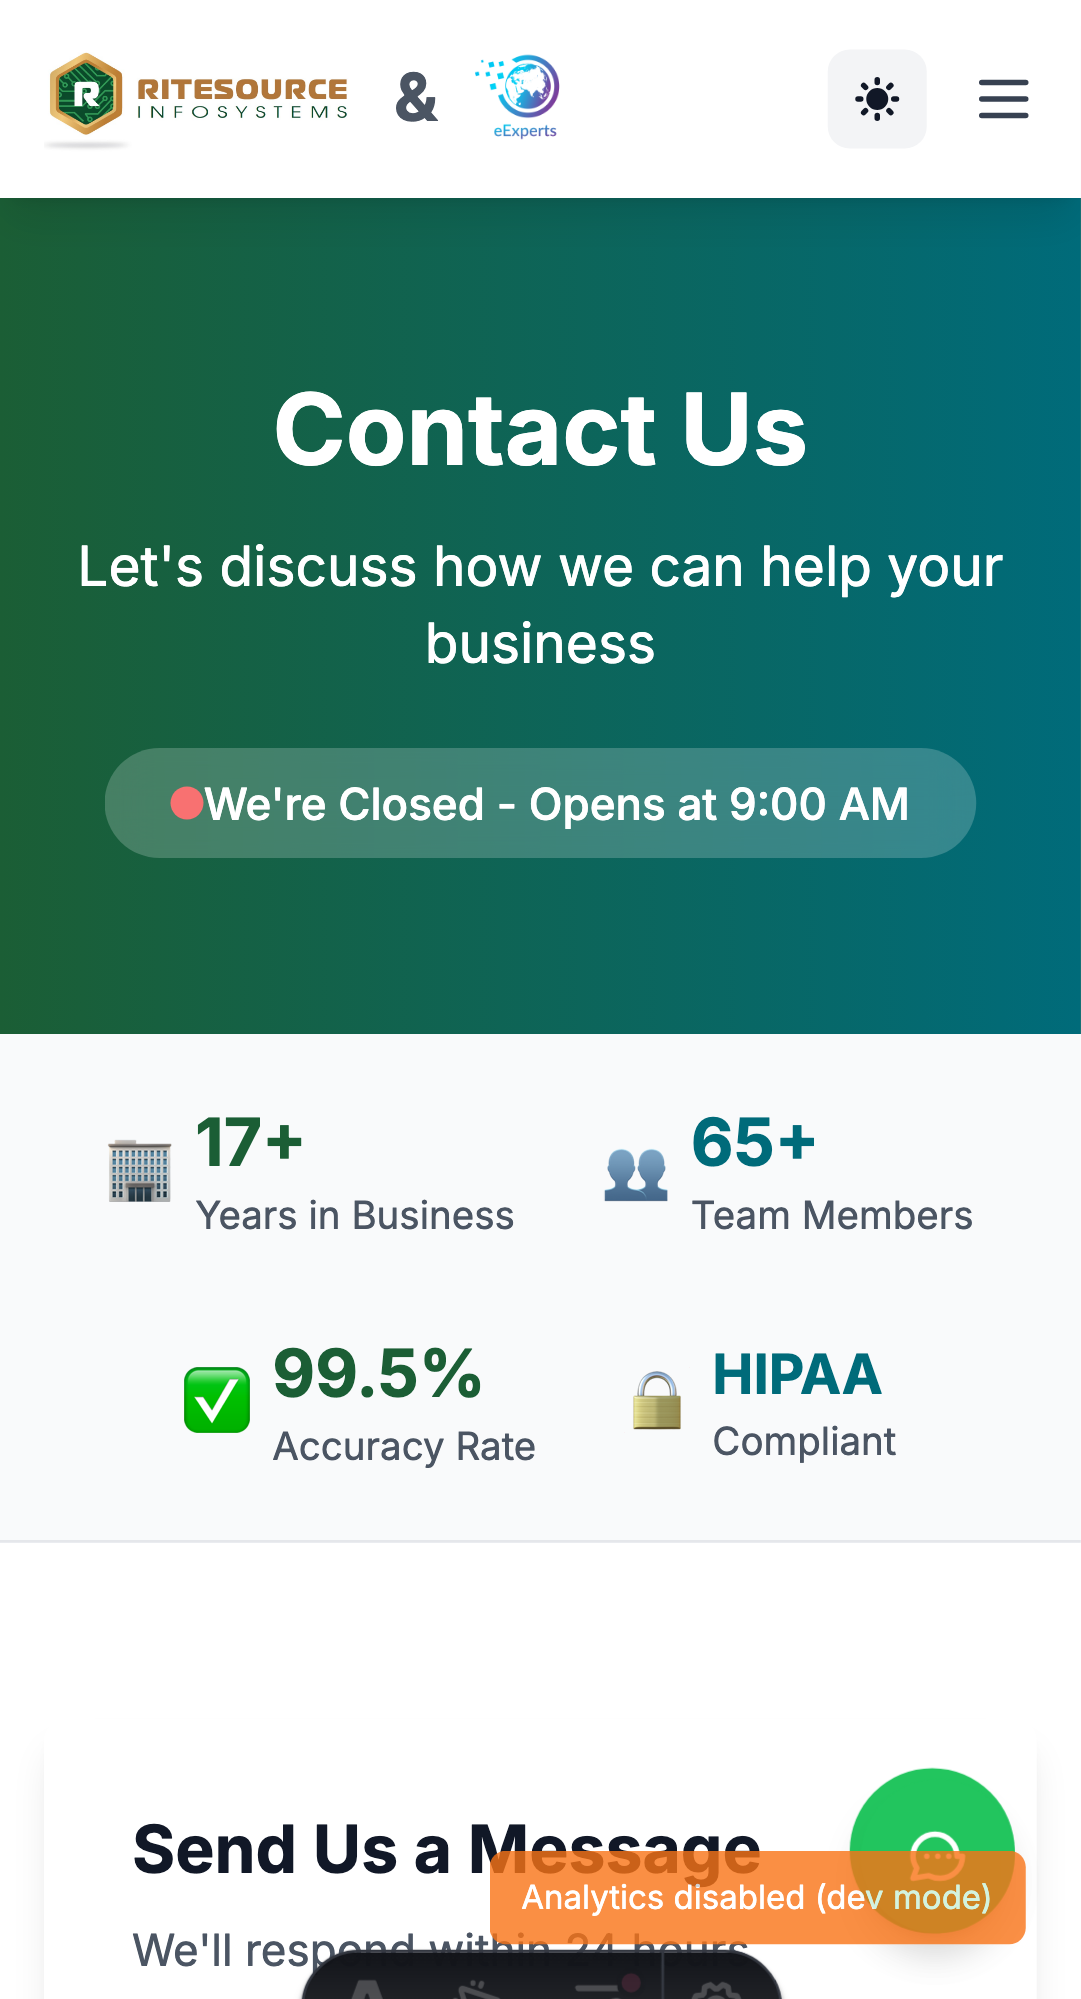 R RITESOURCE
INFOSYSTEMS
&
eExperts
Contact Us
Let's discuss how we can help your
business
We're Closed - Opens at 9:00 AM
17+
Years in Business
65+
Team Members
99.5%
Accuracy Rate
HIPAA
Compliant
Send Us a Message
Analytics disabled (dev mode)
We'll respond within 24 hours